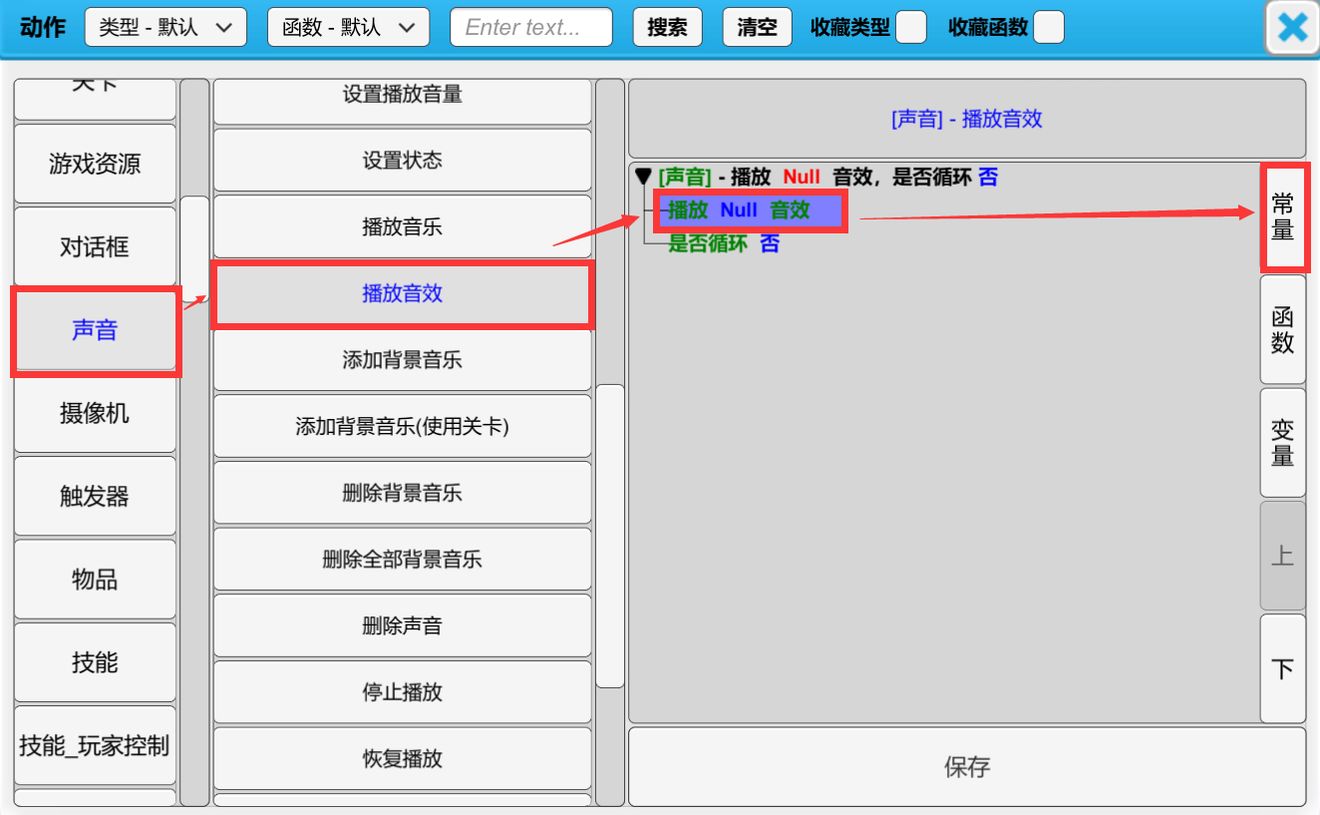 动作
类型 - 默认
函数 - 默认
Enter text...
搜索
清空
收藏类型
收藏函数
关卡
游戏资源
对话框
声音
摄像机
触发器
物品
技能
技能_玩家控制
设置播放音量
设置状态
播放音乐
播放音效
添加背景音乐
添加背景音乐(使用关卡)
删除背景音乐
删除全部背景音乐
删除声音
停止播放
恢复播放
[声音] - 播放音效
[声音] - 播放 Null 音效，是否循环 否
播放 Null 音效
是否循环 否
常量
函数
变量
上
下
保存